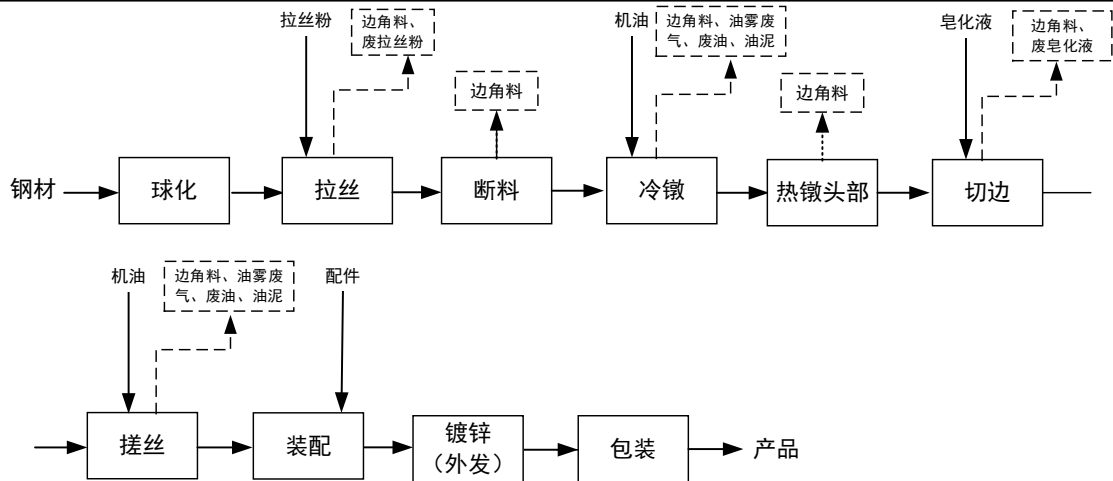 拉丝粉
边角料、
废拉丝粉
边角料
机油
边角料、油雾废
气、废油、油泥
边角料
皂化液
边角料、
废皂化液
钢材
球化
拉丝
断料
冷镦
热镦头部
切边
机油
边角料、油雾废
气、废油、油泥
配件
搓丝
装配
镀锌
（外发）
包装
产品